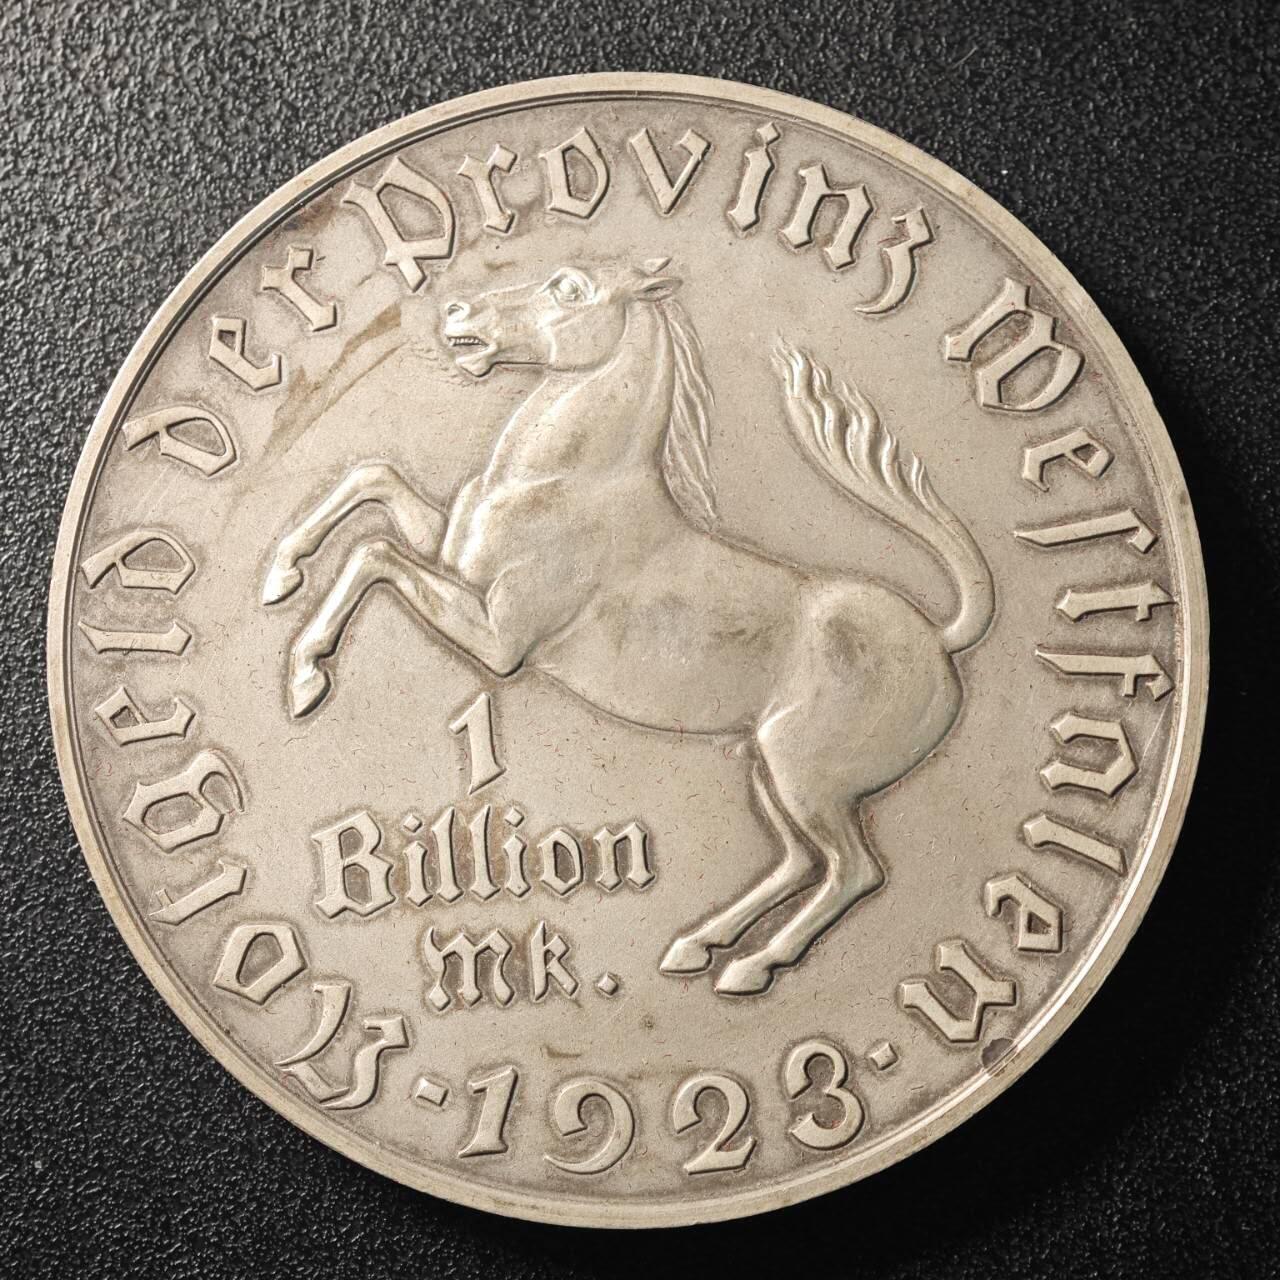 Notgeld der Provinz Westfalen
1
Billion
Mk.
· 1923 ·